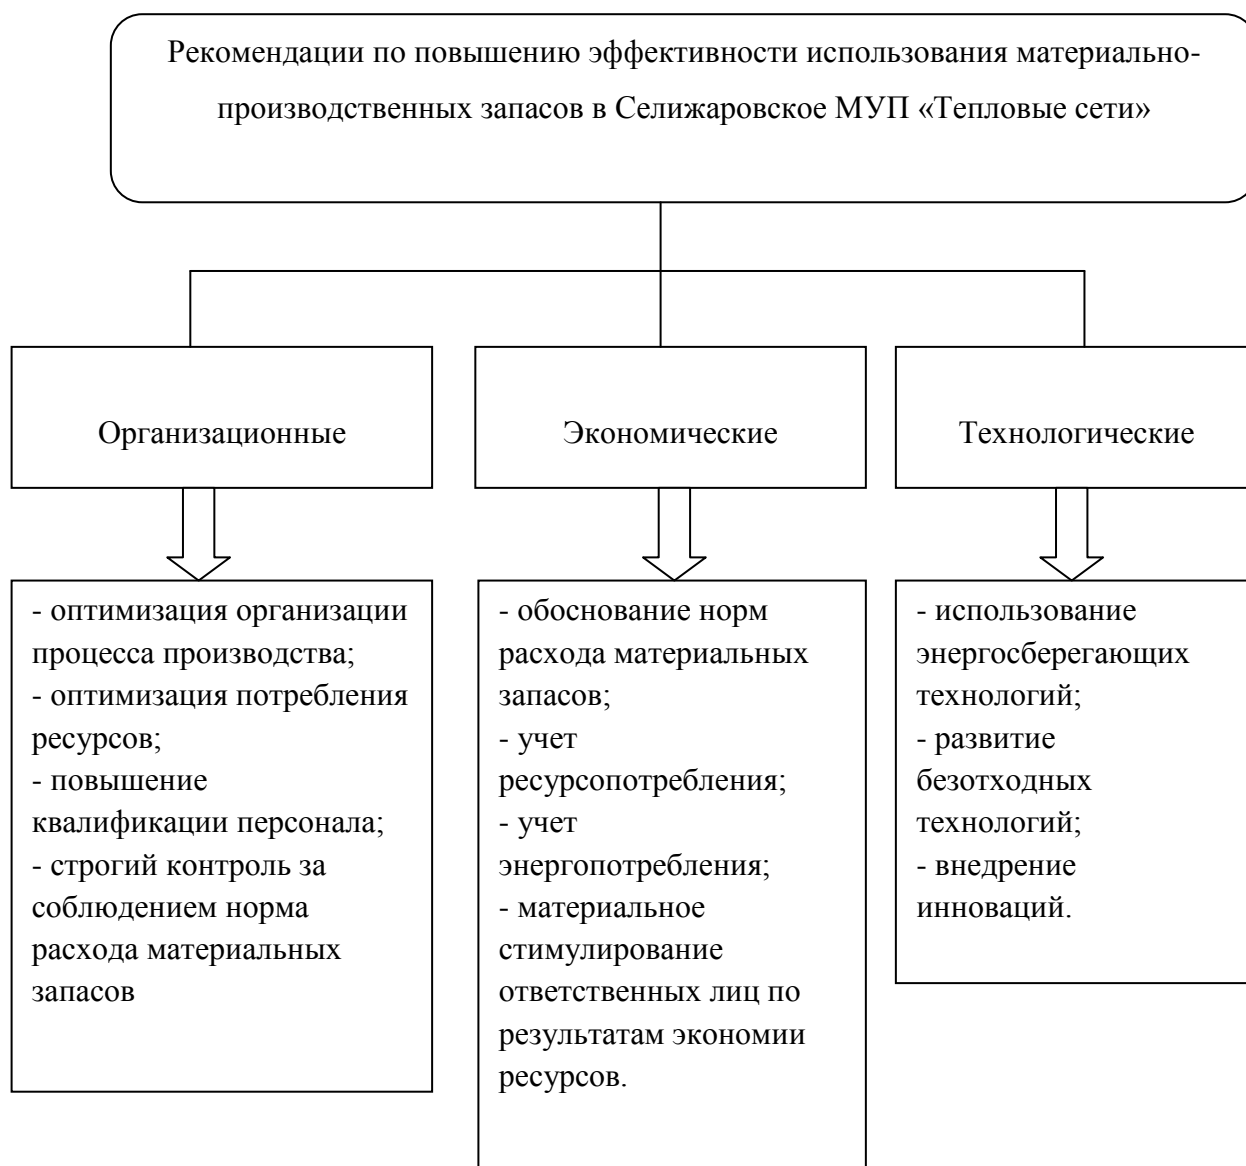 Рекомендации по повышению эффективности использования материально-
производственных запасов в Селижаровское МУП «Тепловые сети»
Организационные
Экономические
Технологические
- оптимизация организации
процесса производства;
- оптимизация потребления
ресурсов;
- повышение
квалификации персонала;
- строгий контроль за
соблюдением норма
расхода материальных
запасов
- обоснование норм
расхода материальных
запасов;
- учет
ресурсопотребления;
- учет
энергопотребления;
- материальное
стимулирование
ответственных лиц по
результатам экономии
ресурсов.
- использование
энергосберегающих
технологий;
- развитие
безотходных
технологий;
- внедрение
инноваций.